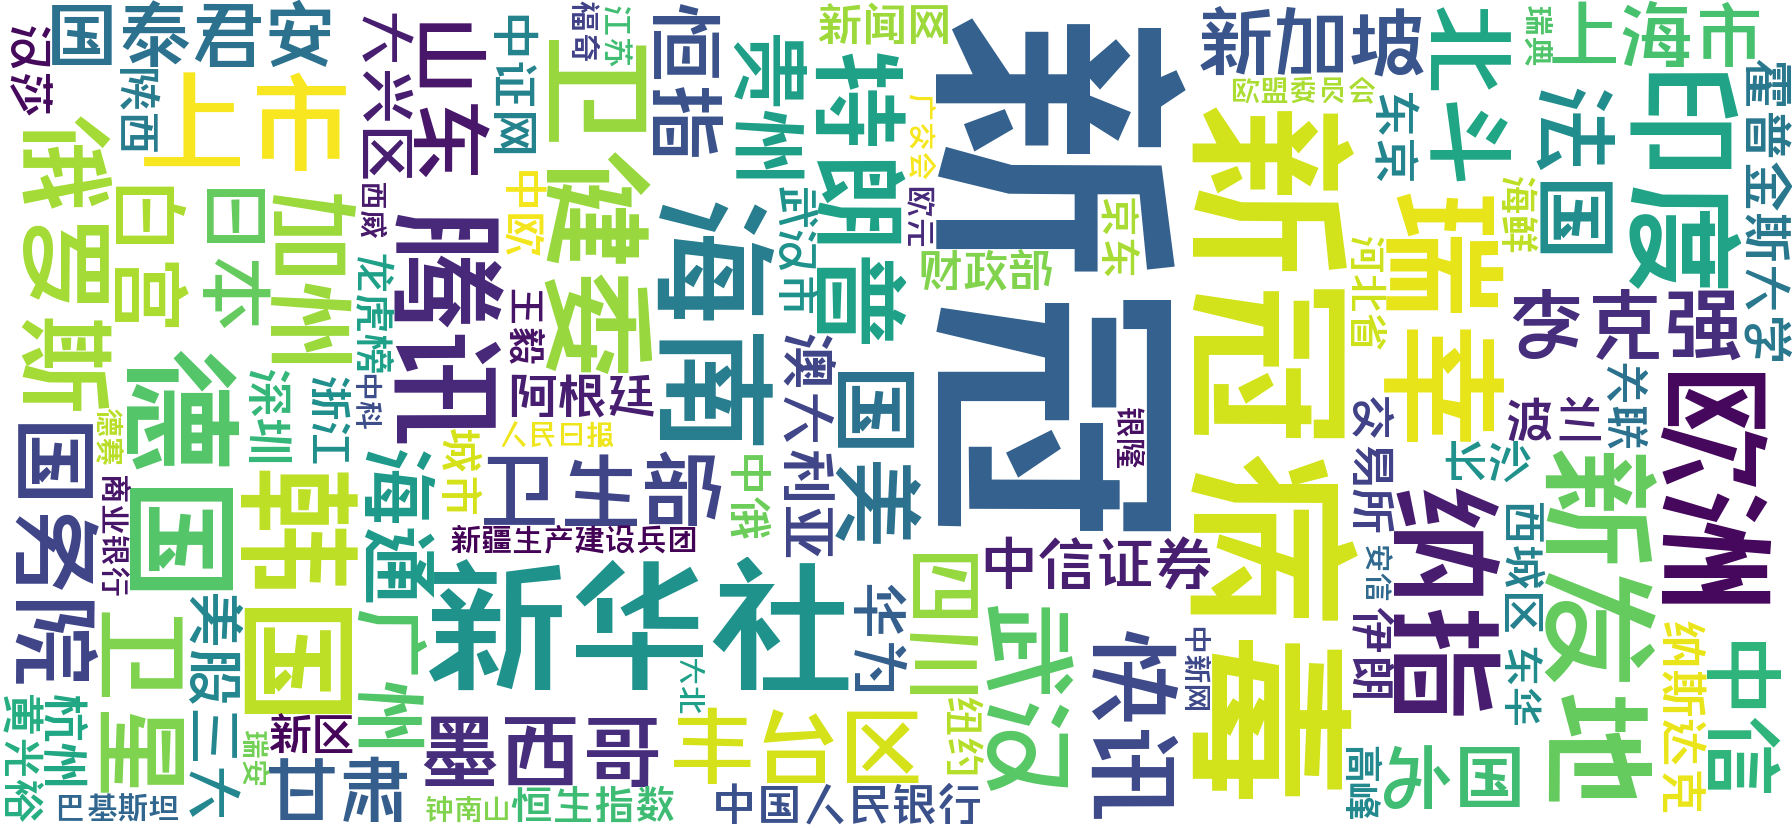 汉莎
国泰君安
陕西
上市
俄罗斯
白宫
日本
加州
六兴区
山东
中证网
福奇
江苏
卫健委
恒指
贵州
特朗普
新闻网
新冠
新冠病毒
新加坡
欧盟委员会
北斗
瑞典
上海市
霍普金斯大学
东京
法国
印度
海鲜
河北省
瑞幸
孙克强
广交会
欧元
京东
财政部
武汉市
海南
腾讯
西威
中欧
龙虎榜
王毅
阿根廷
澳大利亚
国美
银隆
人民日报
中科
浙江
深圳
德国
德赛
国务院
商业银行
韩国
海通
城市
卫生部
中俄
新疆生产建设兵团
新华社
四川
华为
中信证券
武汉
快讯
中新网
交易所
安信
伊朗
纳指
波兰
关联
长沙
西城区
东华
新发地
欧洲
纳斯达克
中信
高峰
办国
卫星
美服
三六
广州
六北
墨西哥
丰台区
纽约
黄光裕
杭州
瑞安
新区
甘肃
巴基斯坦
钟南山
恒生指数
中国人民银行